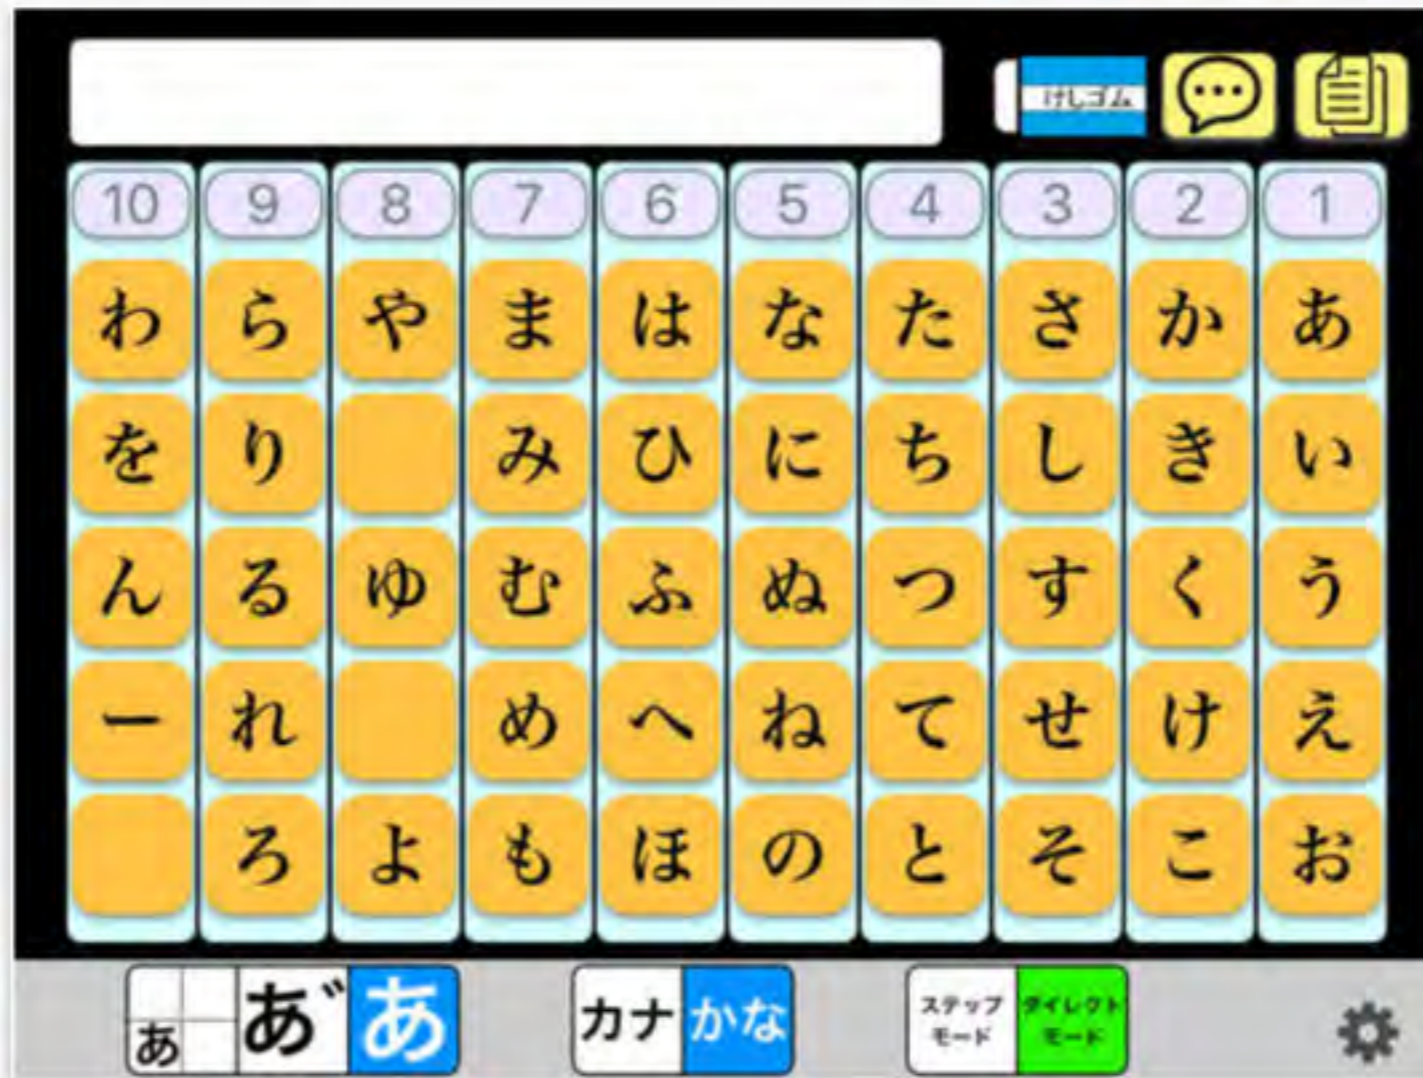 けしゴム
10 9 8 7 6 5 4 3 2 1
わ ら や ま は な た さ か あ
を り み ひ に ち し き い
ん る ゆ む ふ ぬ つ す く う
ー れ め へ ね て せ け え
ろ よ も ほ の と そ こ お
あ あ゛ あ カナ かな ステップ ダイレクト
モード モード